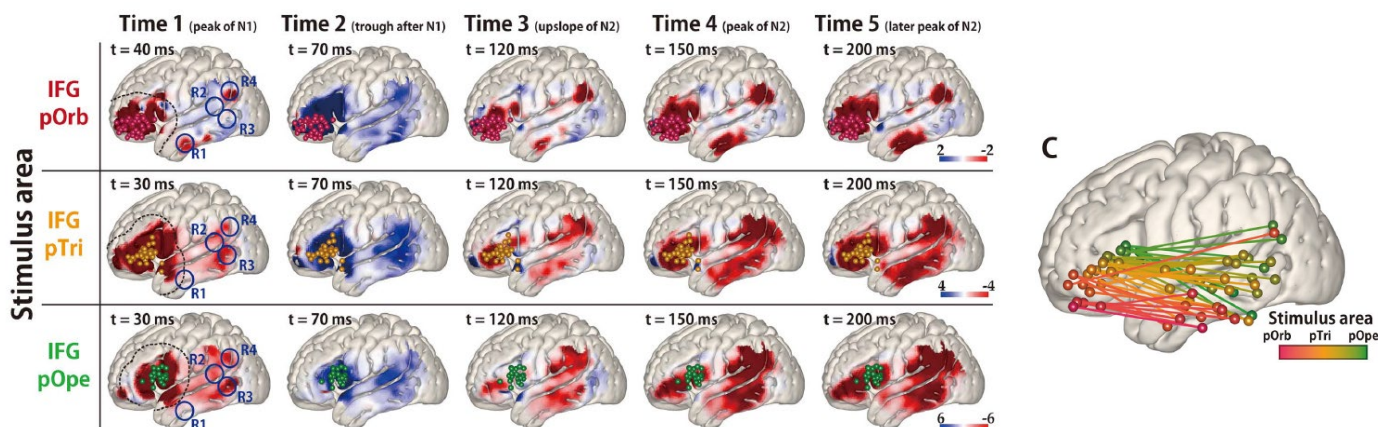 Time 1 (peak of N1) Time 2 (trough after N1) Time 3 (upslope of N2) Time 4 (peak of N2) Time 5 (later peak of N2)
Stimulus area
IFG
pOrb
t = 40 ms t = 70 ms t = 120 ms t = 150 ms t = 200 ms
R4
R2
R3
R1
2 -2
IFG
pTri
t = 30 ms t = 70 ms t = 120 ms t = 150 ms t = 200 ms
R4
R2
R3
R1
4 -4
IFG
pOpe
t = 30 ms t = 70 ms t = 120 ms t = 150 ms t = 200 ms
R4
R2
R3
R1
6 -6
C
Stimulus area
pOrb pTri pOpe